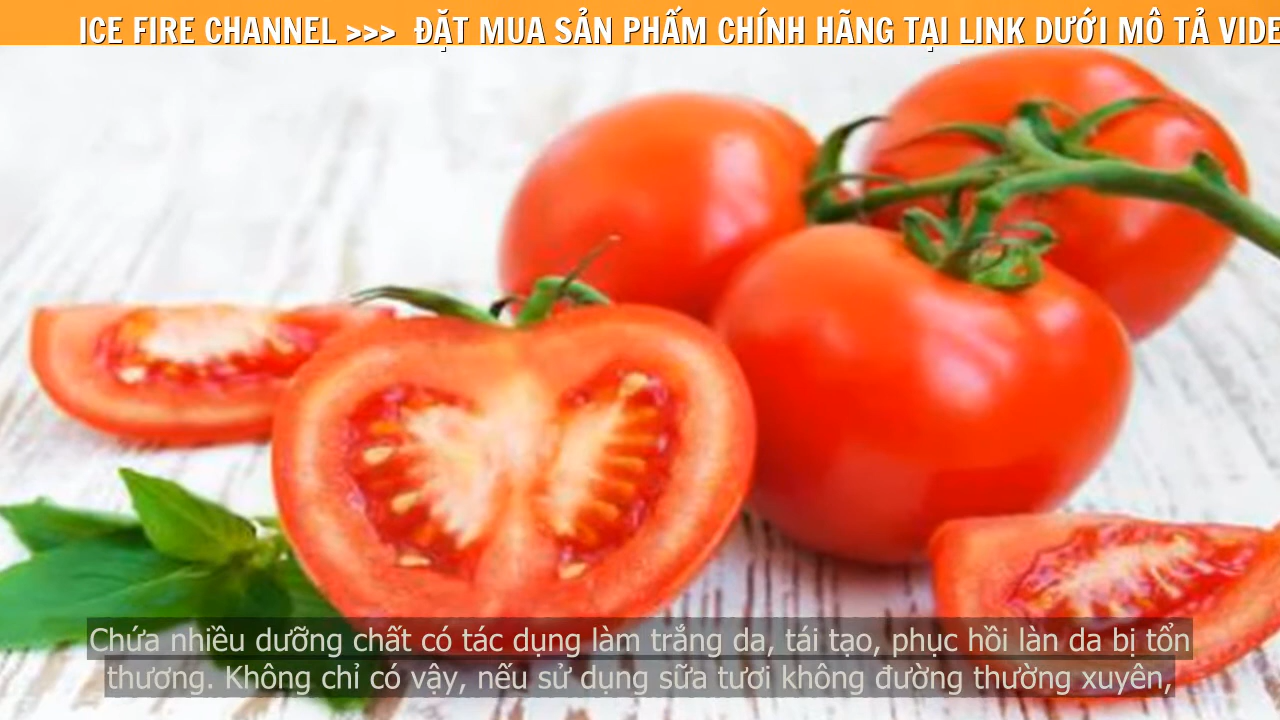 ICE FIRE CHANNEL >>> ĐẶT MUA SẢN PHẨM CHÍNH HÃNG TẠI LINK DƯỚI MÔ TẢ VIDE
Chứa nhiều dưỡng chất có tác dụng làm trắng da, tái tạo, phục hồi làn da bị tổn
thương. Không chỉ có vậy, nếu sử dụng sữa tươi không đường thường xuyên,